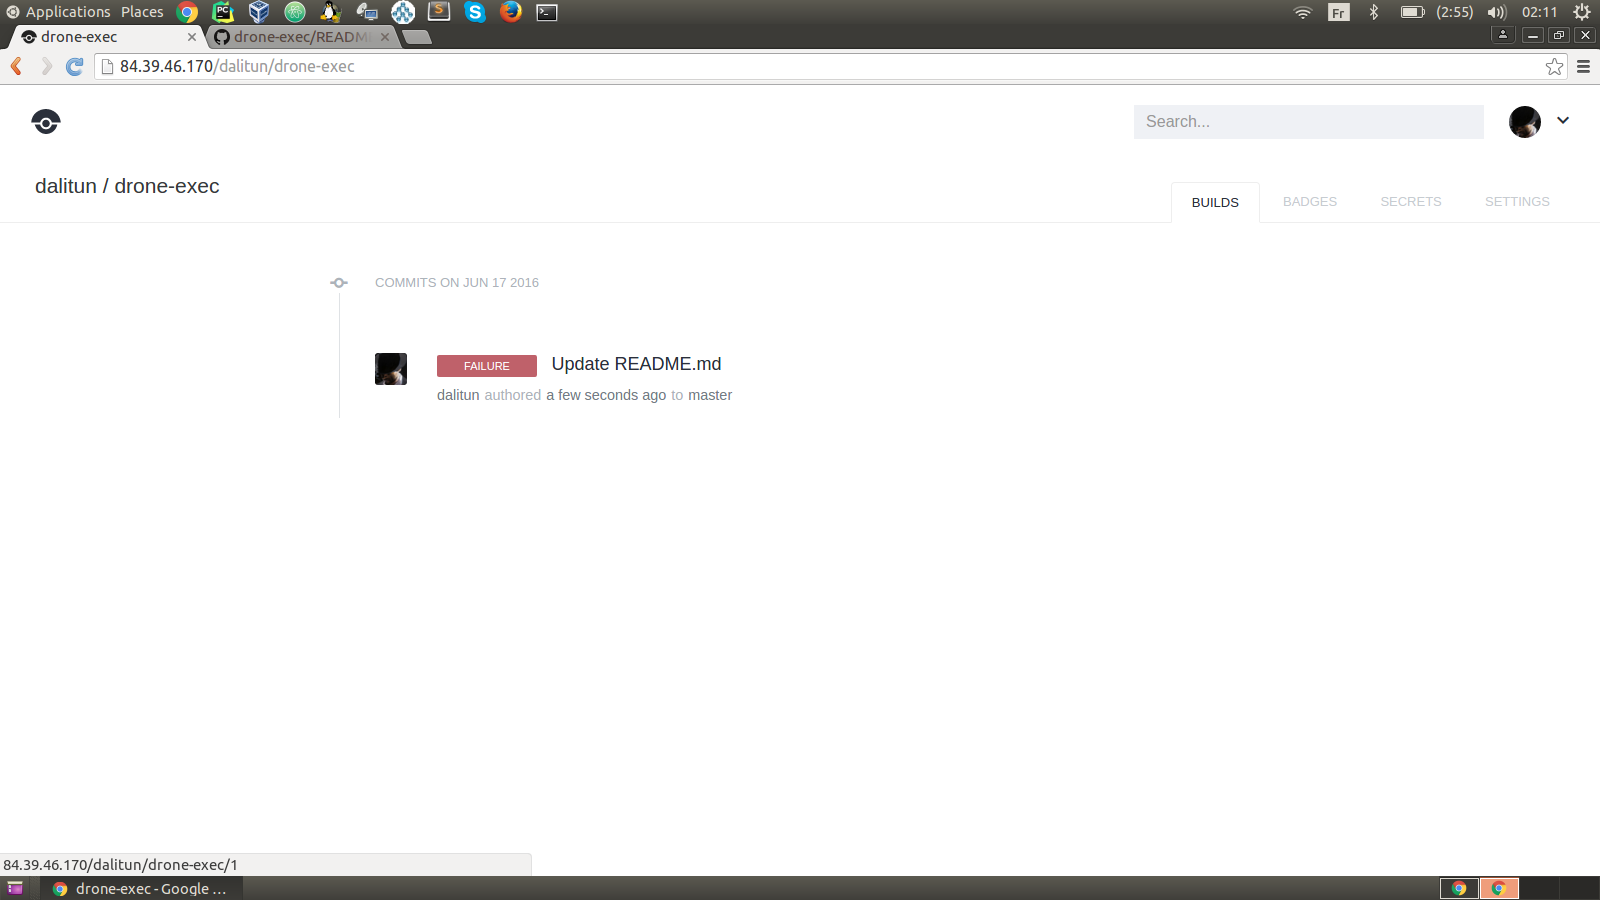 Applications Places Fr (2:55) 02:11
drone-exec drone-exec/READM
84.39.46.170/dalitun/drone-exec
Search...
dalitun / drone-exec
BUILDS BADGES SECRETS SETTINGS
COMMITS ON JUN 17 2016
FAILURE Update README.md
dalitun authored a few seconds ago to master
84.39.46.170/dalitun/drone-exec/1
drone-exec - Google ...